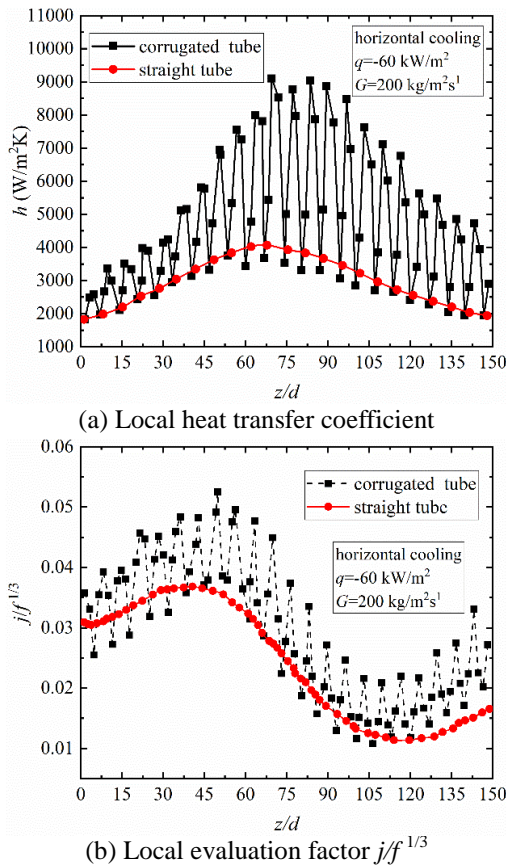 11000
10000
9000
8000
7000
6000
5000
4000
3000
2000
1000
h (W/m²K)
corrugated tube
straight tube
horizontal cooling
q=-60 kW/m²
G=200 kg/m²s¹
0 15 30 45 60 75 90 105 120 135 150
z/d
(a) Local heat transfer coefficient
0.06
0.05
0.04
0.03
0.02
0.01
j/f^1/3
corrugated tube
straight tube
horizontal cooling
q=-60 kW/m²
G=200 kg/m²s¹
0 15 30 45 60 75 90 105 120 135 150
z/d
(b) Local evaluation factor j/f^1/3